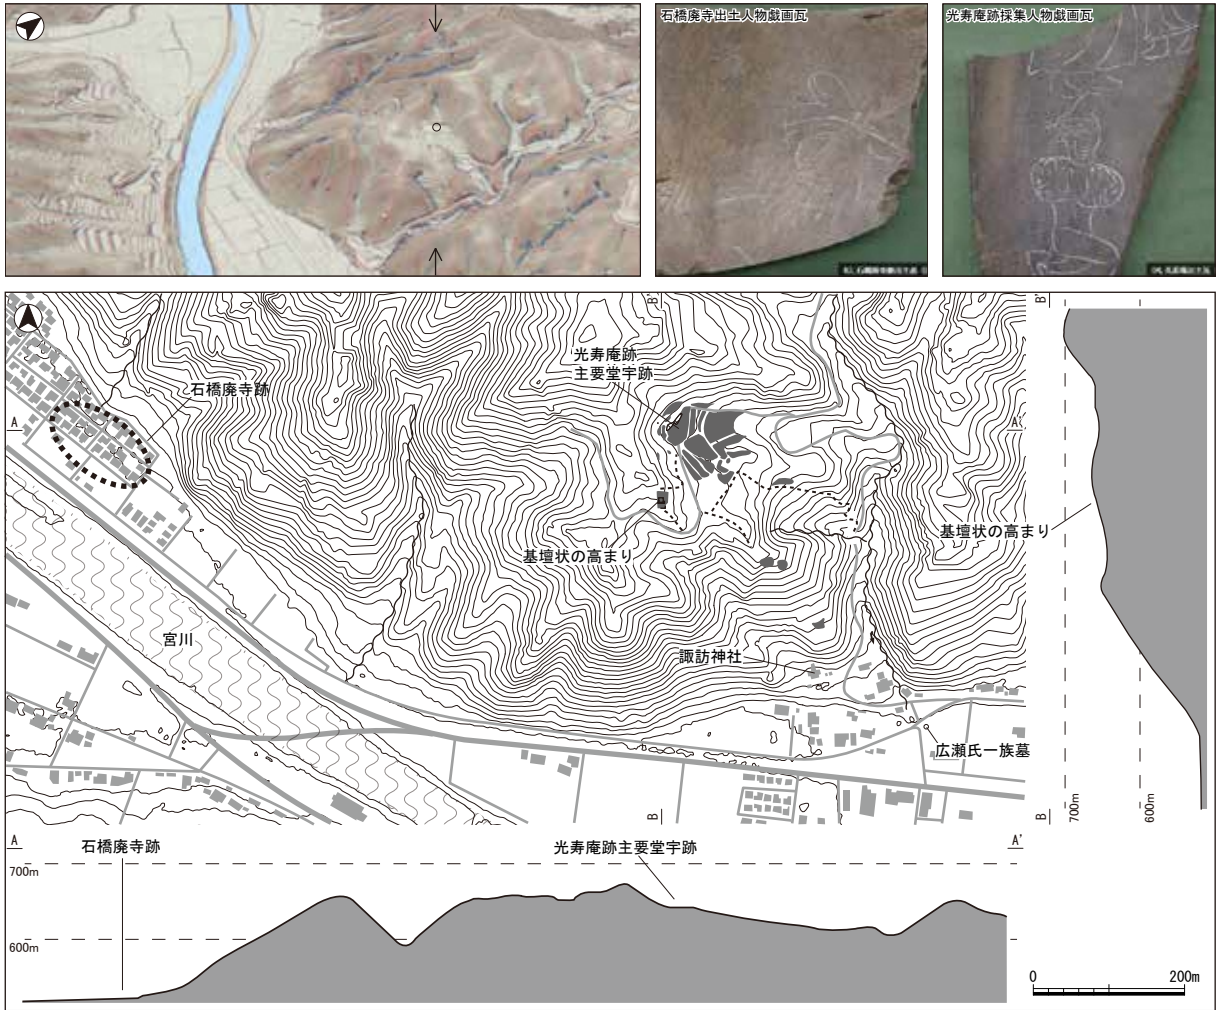 石橋廃寺出土人物戯画瓦
光寿庵跡採集人物戯画瓦
B'
B'
光寿庵跡
主要堂宇跡
石橋廃寺跡
A
A'
基壇状の高まり
基壇状の高まり
宮川
諏訪神社
広瀬氏一族墓
B
B
700m
600m
A
石橋廃寺跡
光寿庵跡主要堂宇跡
A'
700m
600m
0
200m